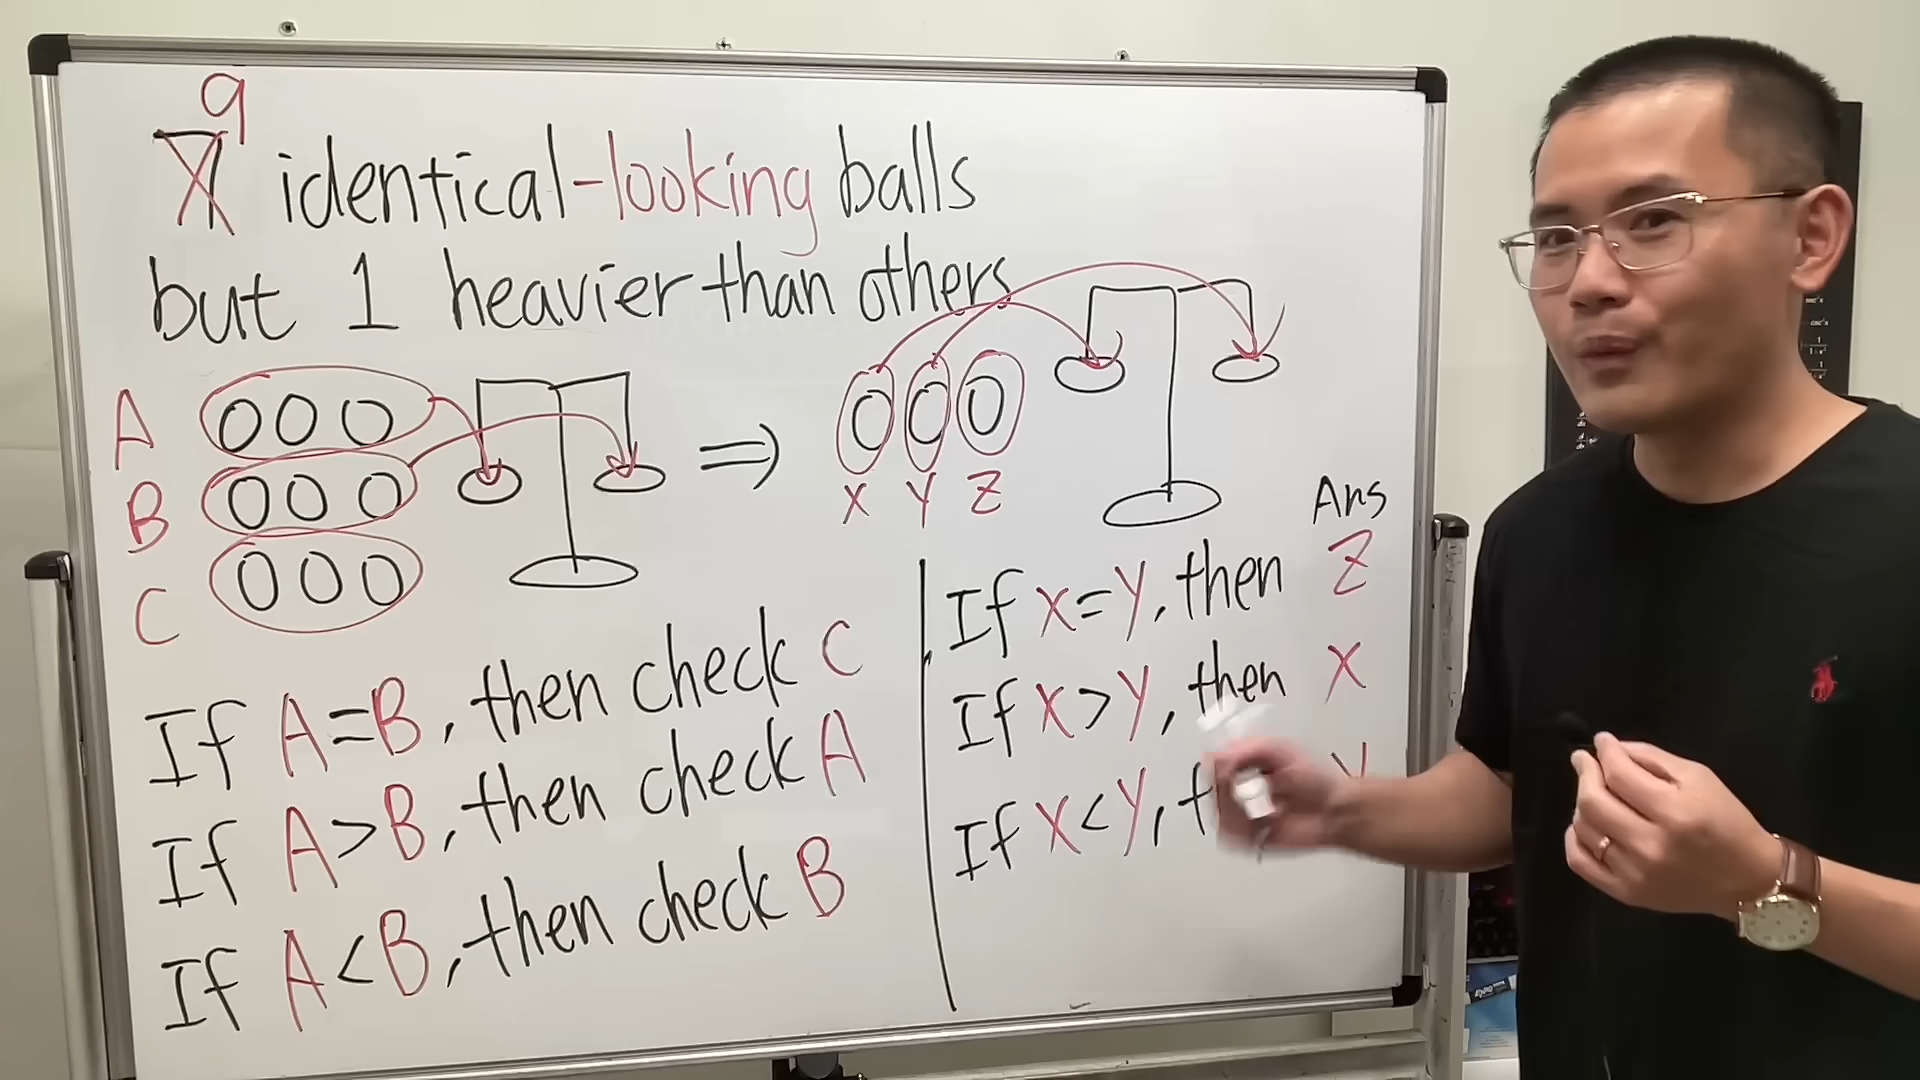 9
7 identical-looking balls
but 1 heavier than others
A
B
C
X Y Z
If A=B, then check C
If A>B, then check A
If A<B, then check B
Ans
If X=Y, then Z
If X>Y, then X
If X<Y, t Y